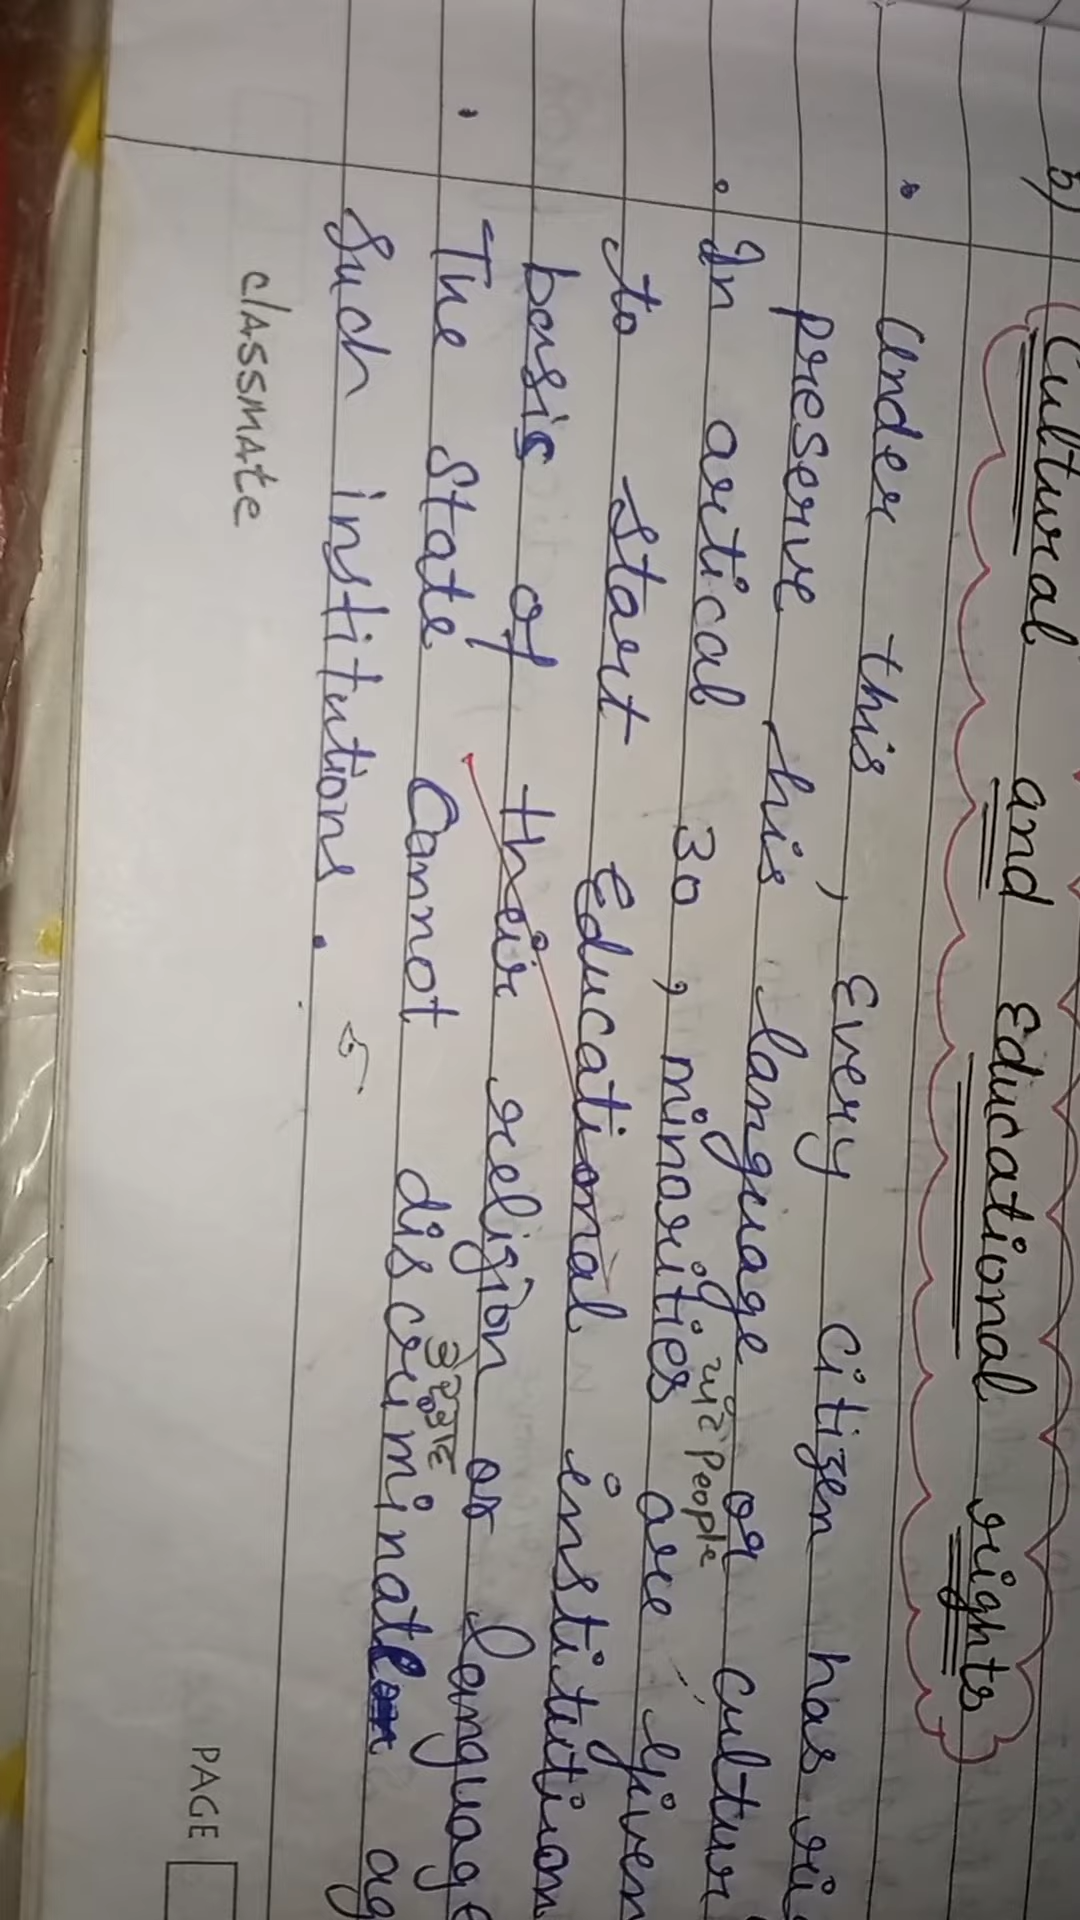 b) Cultural and Educational rights
• Under this, Every citizen has ri
preserve his language or cultur
• In artical 30, minorities are given
people
to start Educational institution
basis of their religion or language
• The state Cannot discriminate ag
Such institutions.
classmate
PAGE